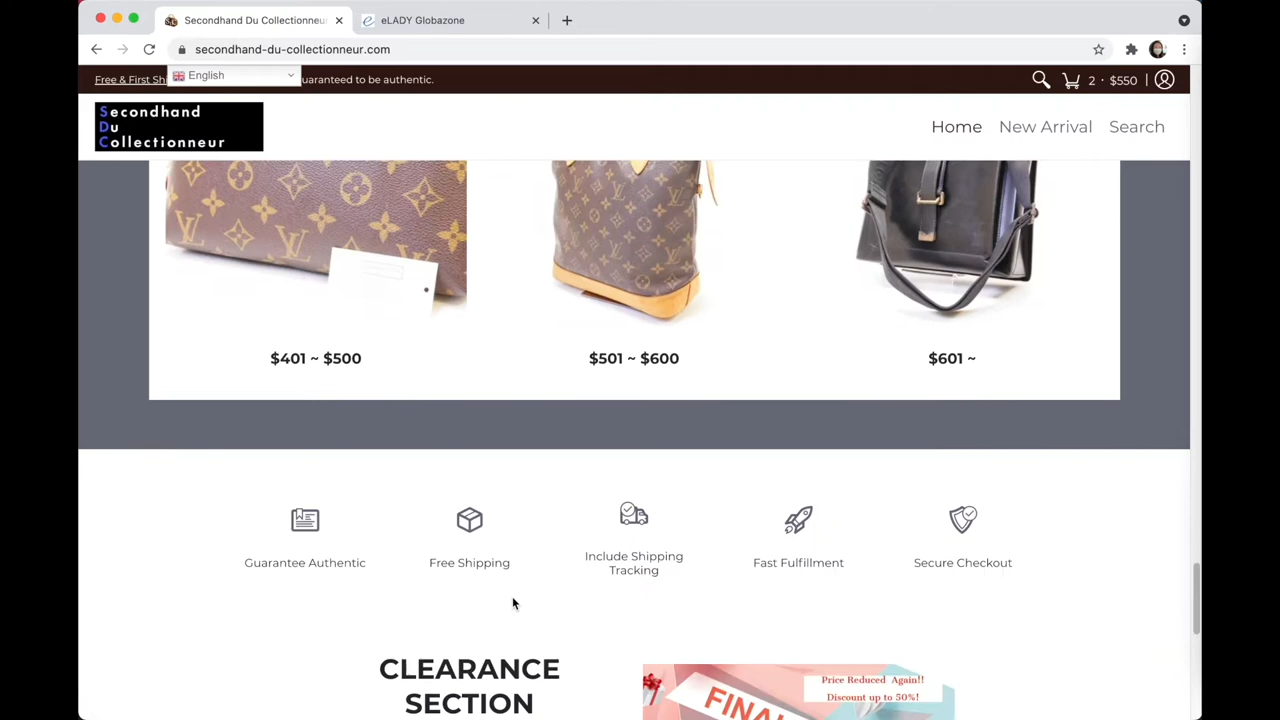 Secondhand Du Collectionneur
eLADY Globazone
secondhand-du-collectionneur.com
Free & First Shi
English
uaranteed to be authentic.
2 · $550
Secondhand
Du
Collectionneur
Home
New Arrival
Search
$401 ~ $500
$501 ~ $600
$601 ~
Guarantee Authentic
Free Shipping
Include Shipping
Tracking
Fast Fulfillment
Secure Checkout
CLEARANCE
SECTION
Price Reduced Again!!
Discount up to 50%!
FINAL